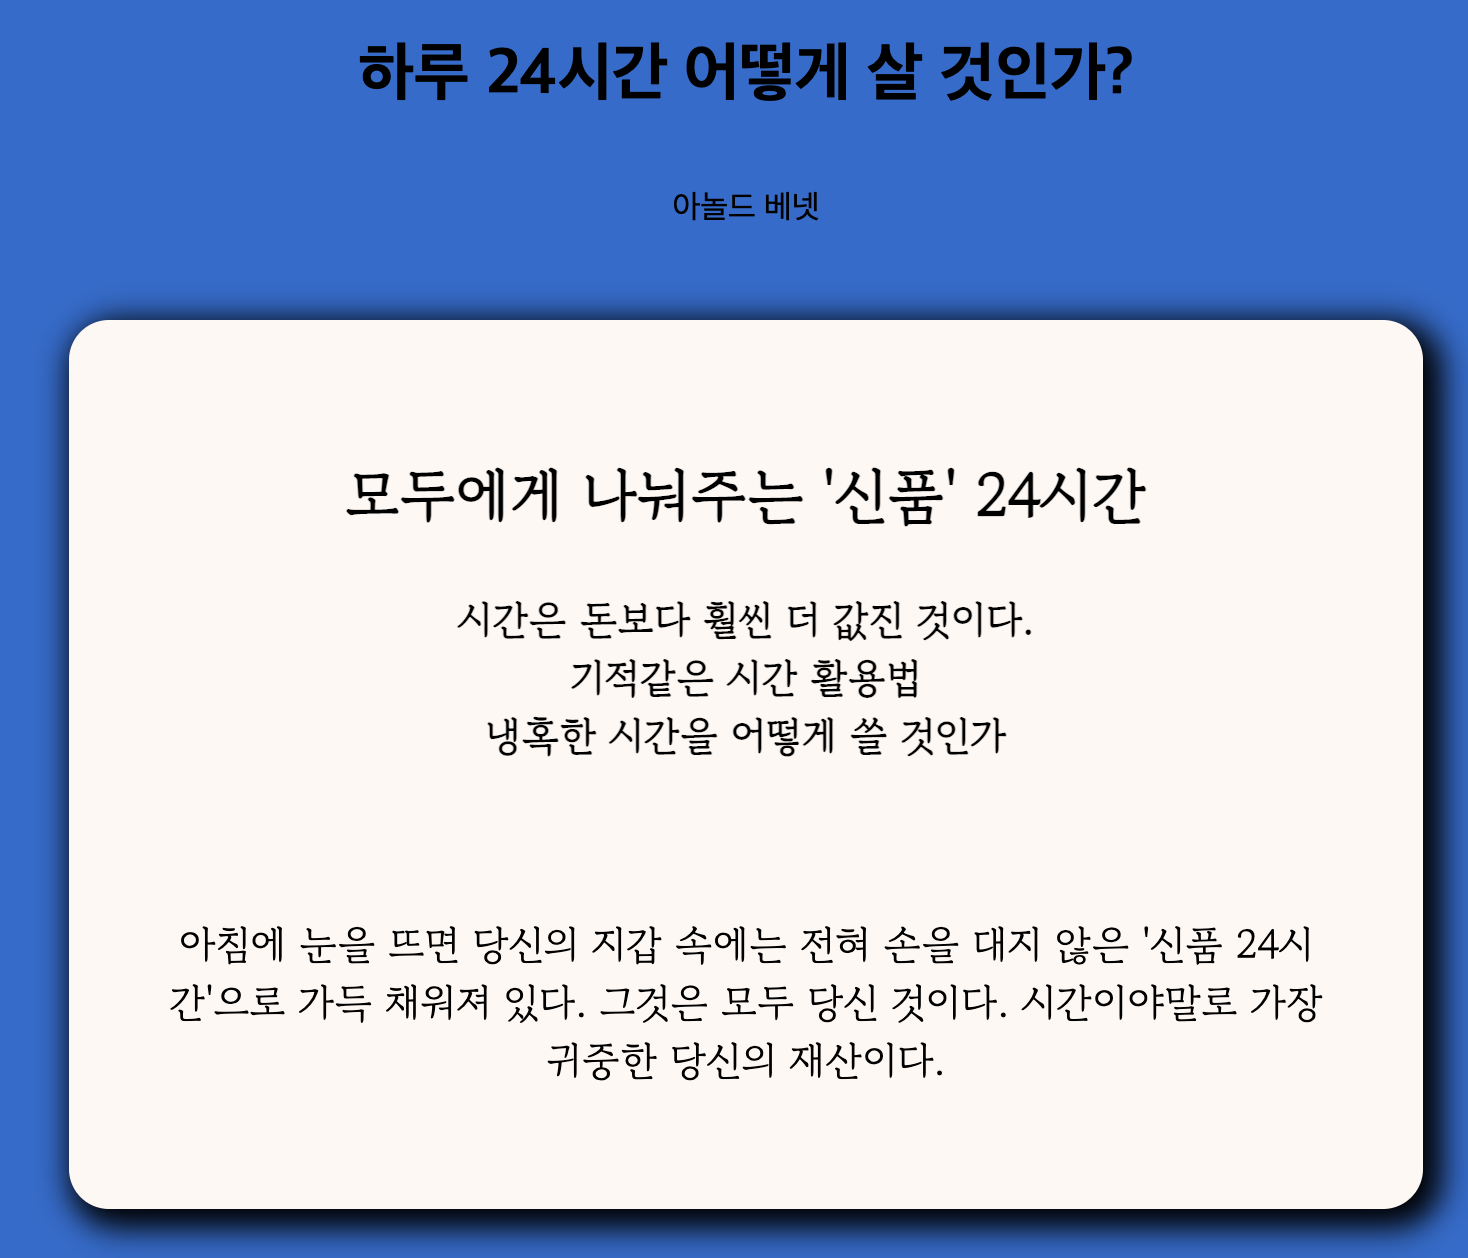 하루 24시간 어떻게 살 것인가?
아놀드 베넷
모두에게 나눠주는 '신품' 24시간
시간은 돈보다 훨씬 더 값진 것이다.
기적같은 시간 활용법
냉혹한 시간을 어떻게 쓸 것인가
아침에 눈을 뜨면 당신의 지갑 속에는 전혀 손을 대지 않은 '신품 24시
간'으로 가득 채워져 있다. 그것은 모두 당신 것이다. 시간이야말로 가장
귀중한 당신의 재산이다.